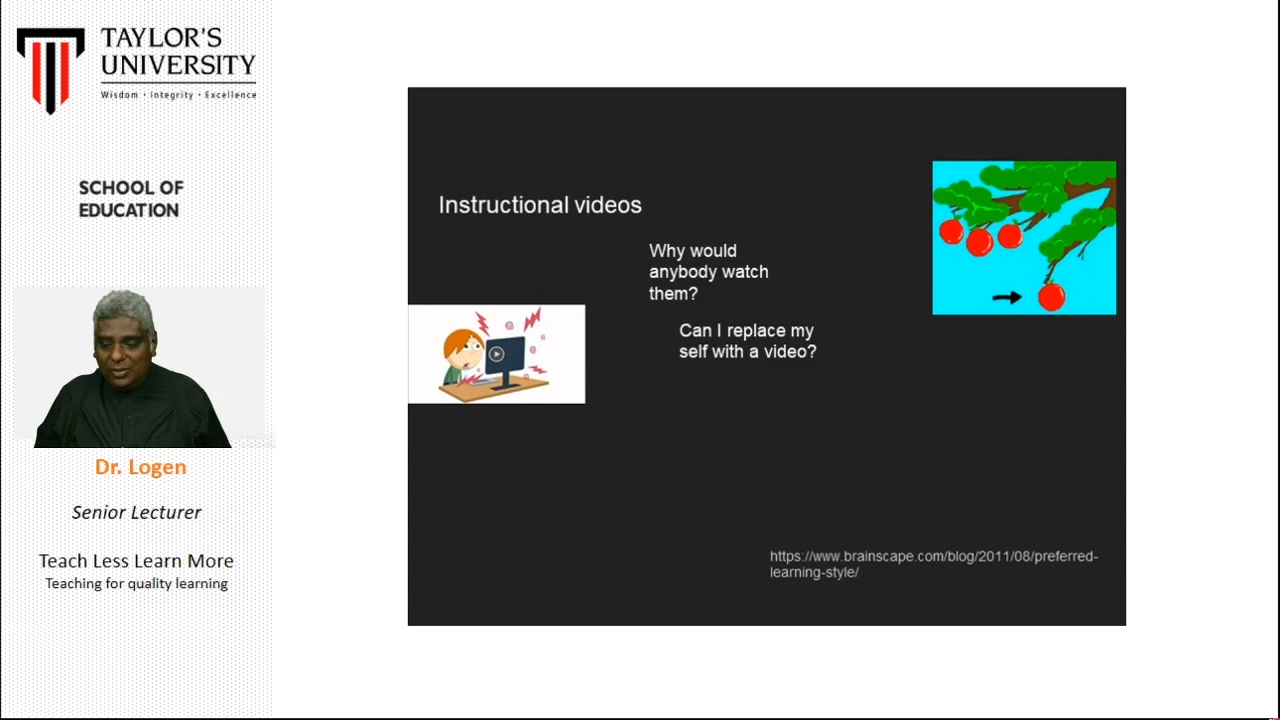 TAYLOR'S
UNIVERSITY
Wisdom · Integrity · Excellence
SCHOOL OF
EDUCATION
Dr. Logen
Senior Lecturer
Teach Less Learn More
Teaching for quality learning
Instructional videos
Why would
anybody watch
them?
Can I replace my
self with a video?
https://www.brainscape.com/blog/2011/08/preferred-
learning-style/